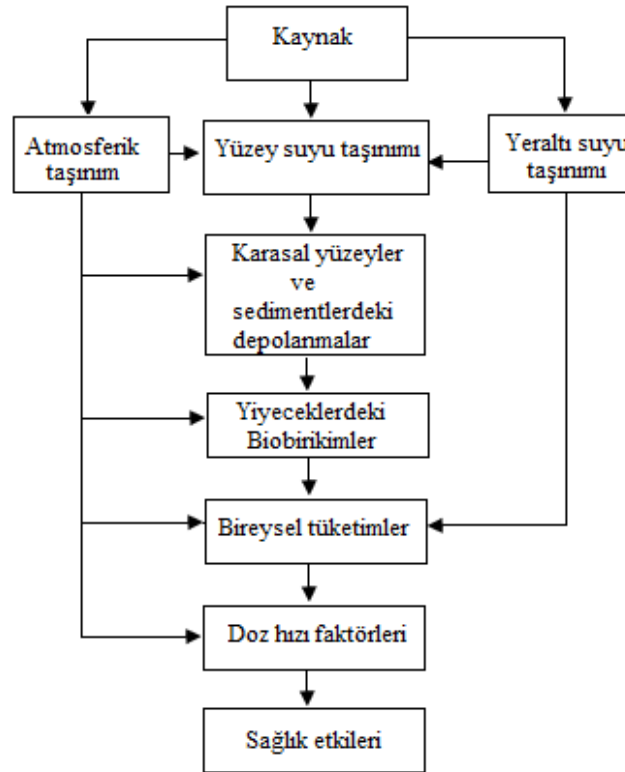 Kaynak
Atmosferik
taşınım
Yüzey suyu taşınımı
Yeraltı suyu
taşınımı
Karasal yüzeyler
ve
sedimentlerdeki
depolanmalar
Yiyeceklerdeki
Biobirikimler
Bireysel tüketimler
Doz hızı faktörleri
Sağlık etkileri